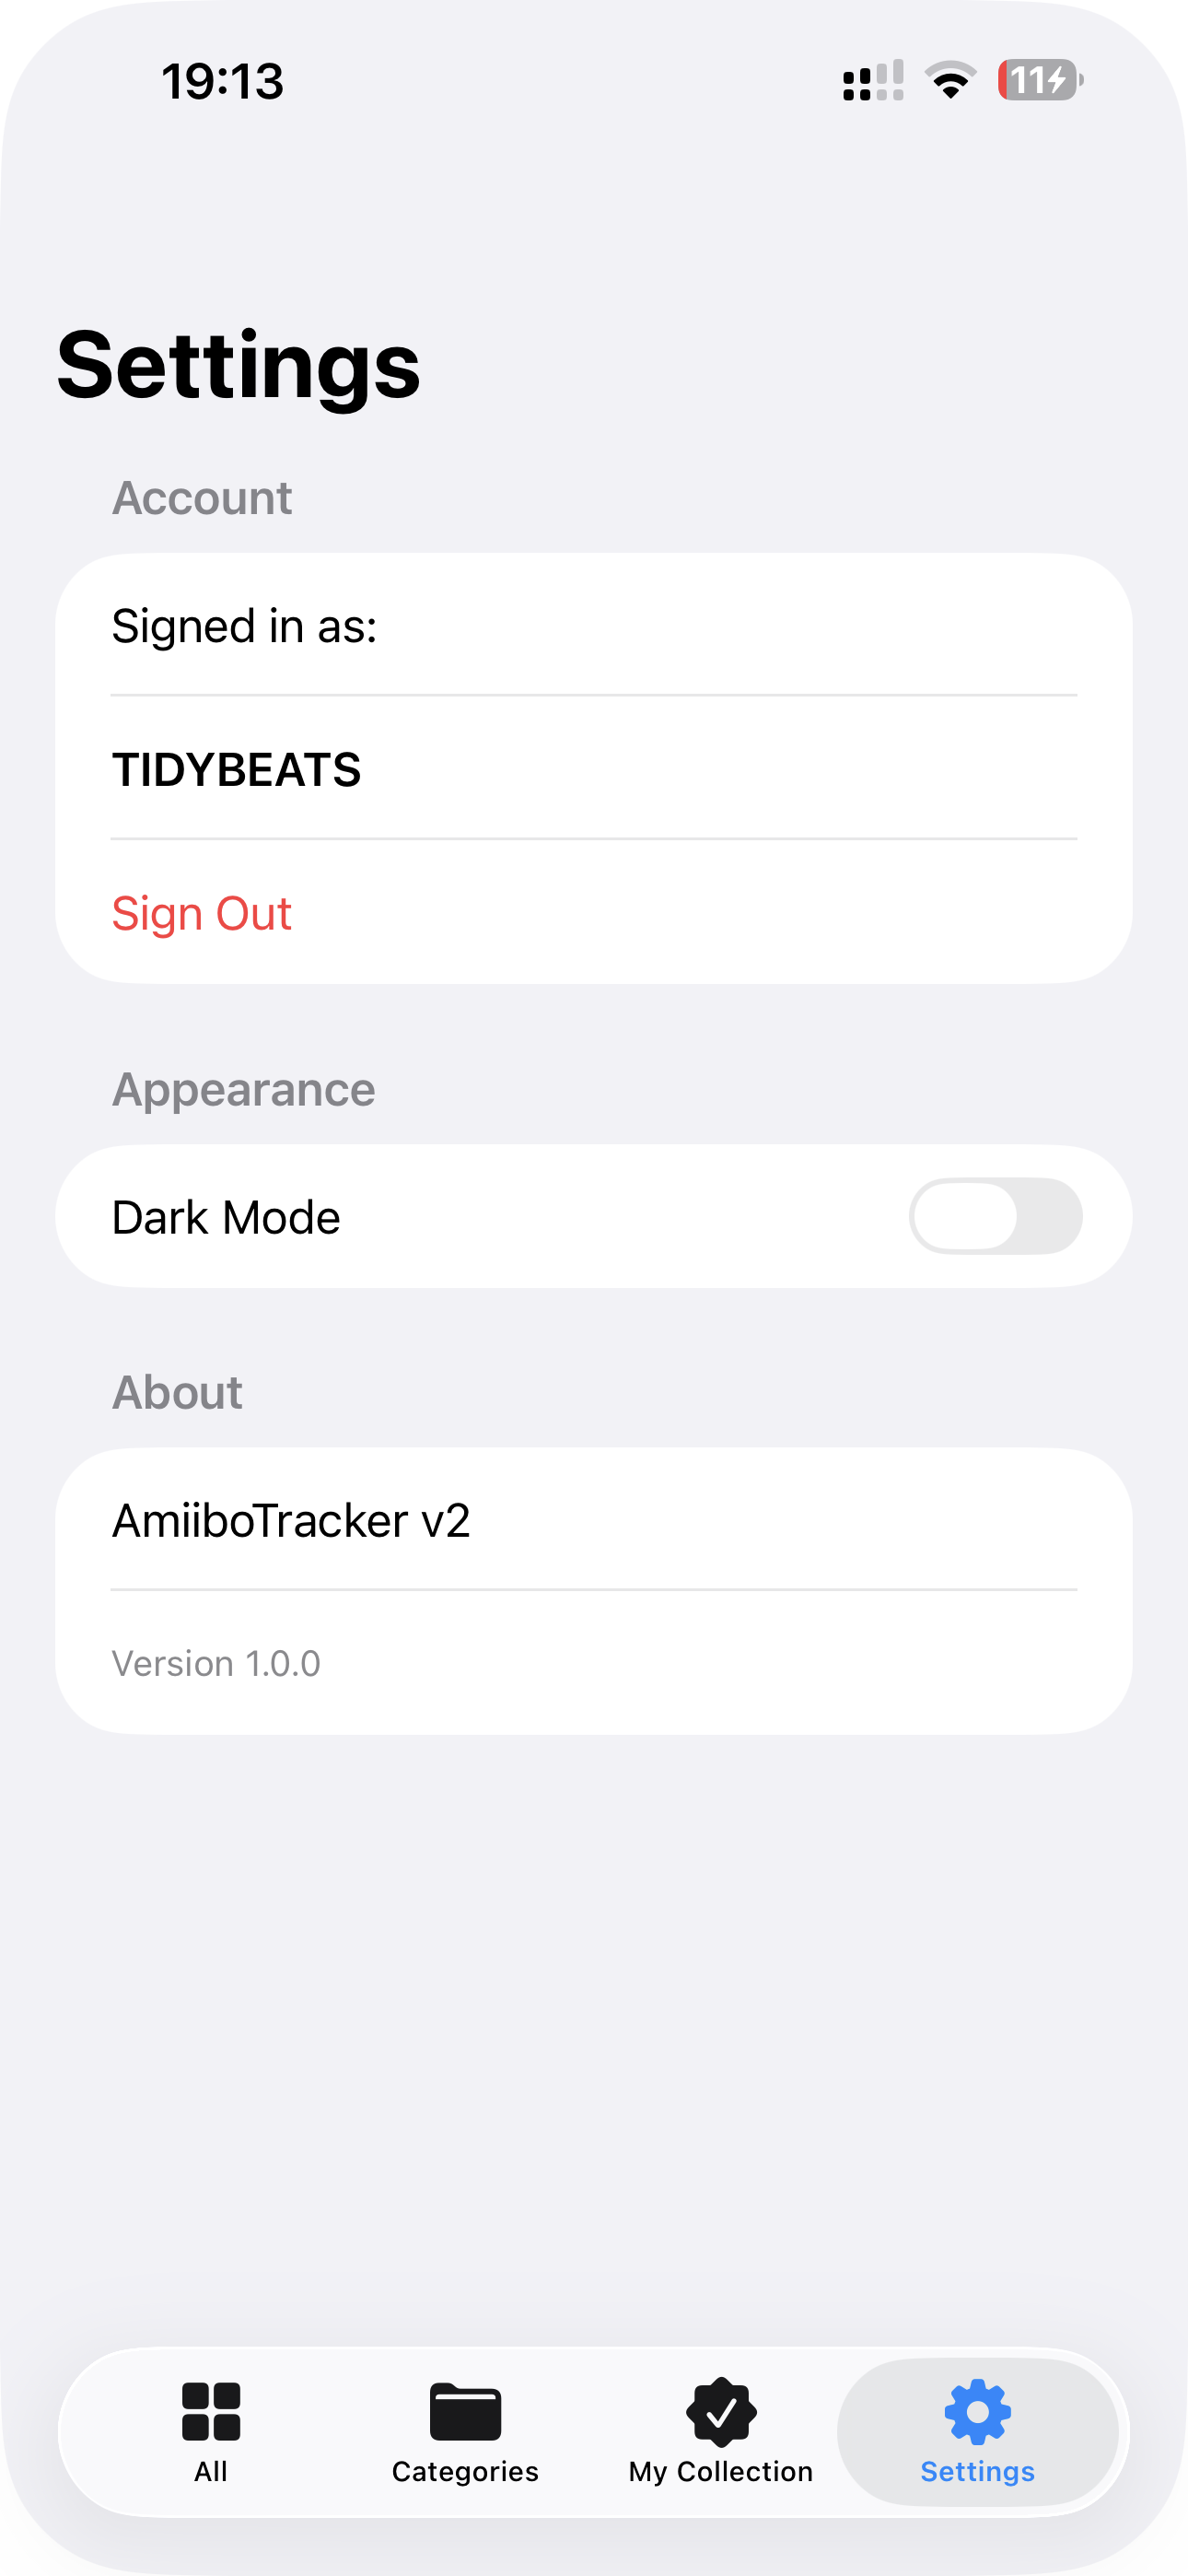 19:13
11
Settings
Account
Signed in as:
TIDYBEATS
Sign Out
Appearance
Dark Mode
About
AmiiboTracker v2
Version 1.0.0
All
Categories
My Collection
Settings